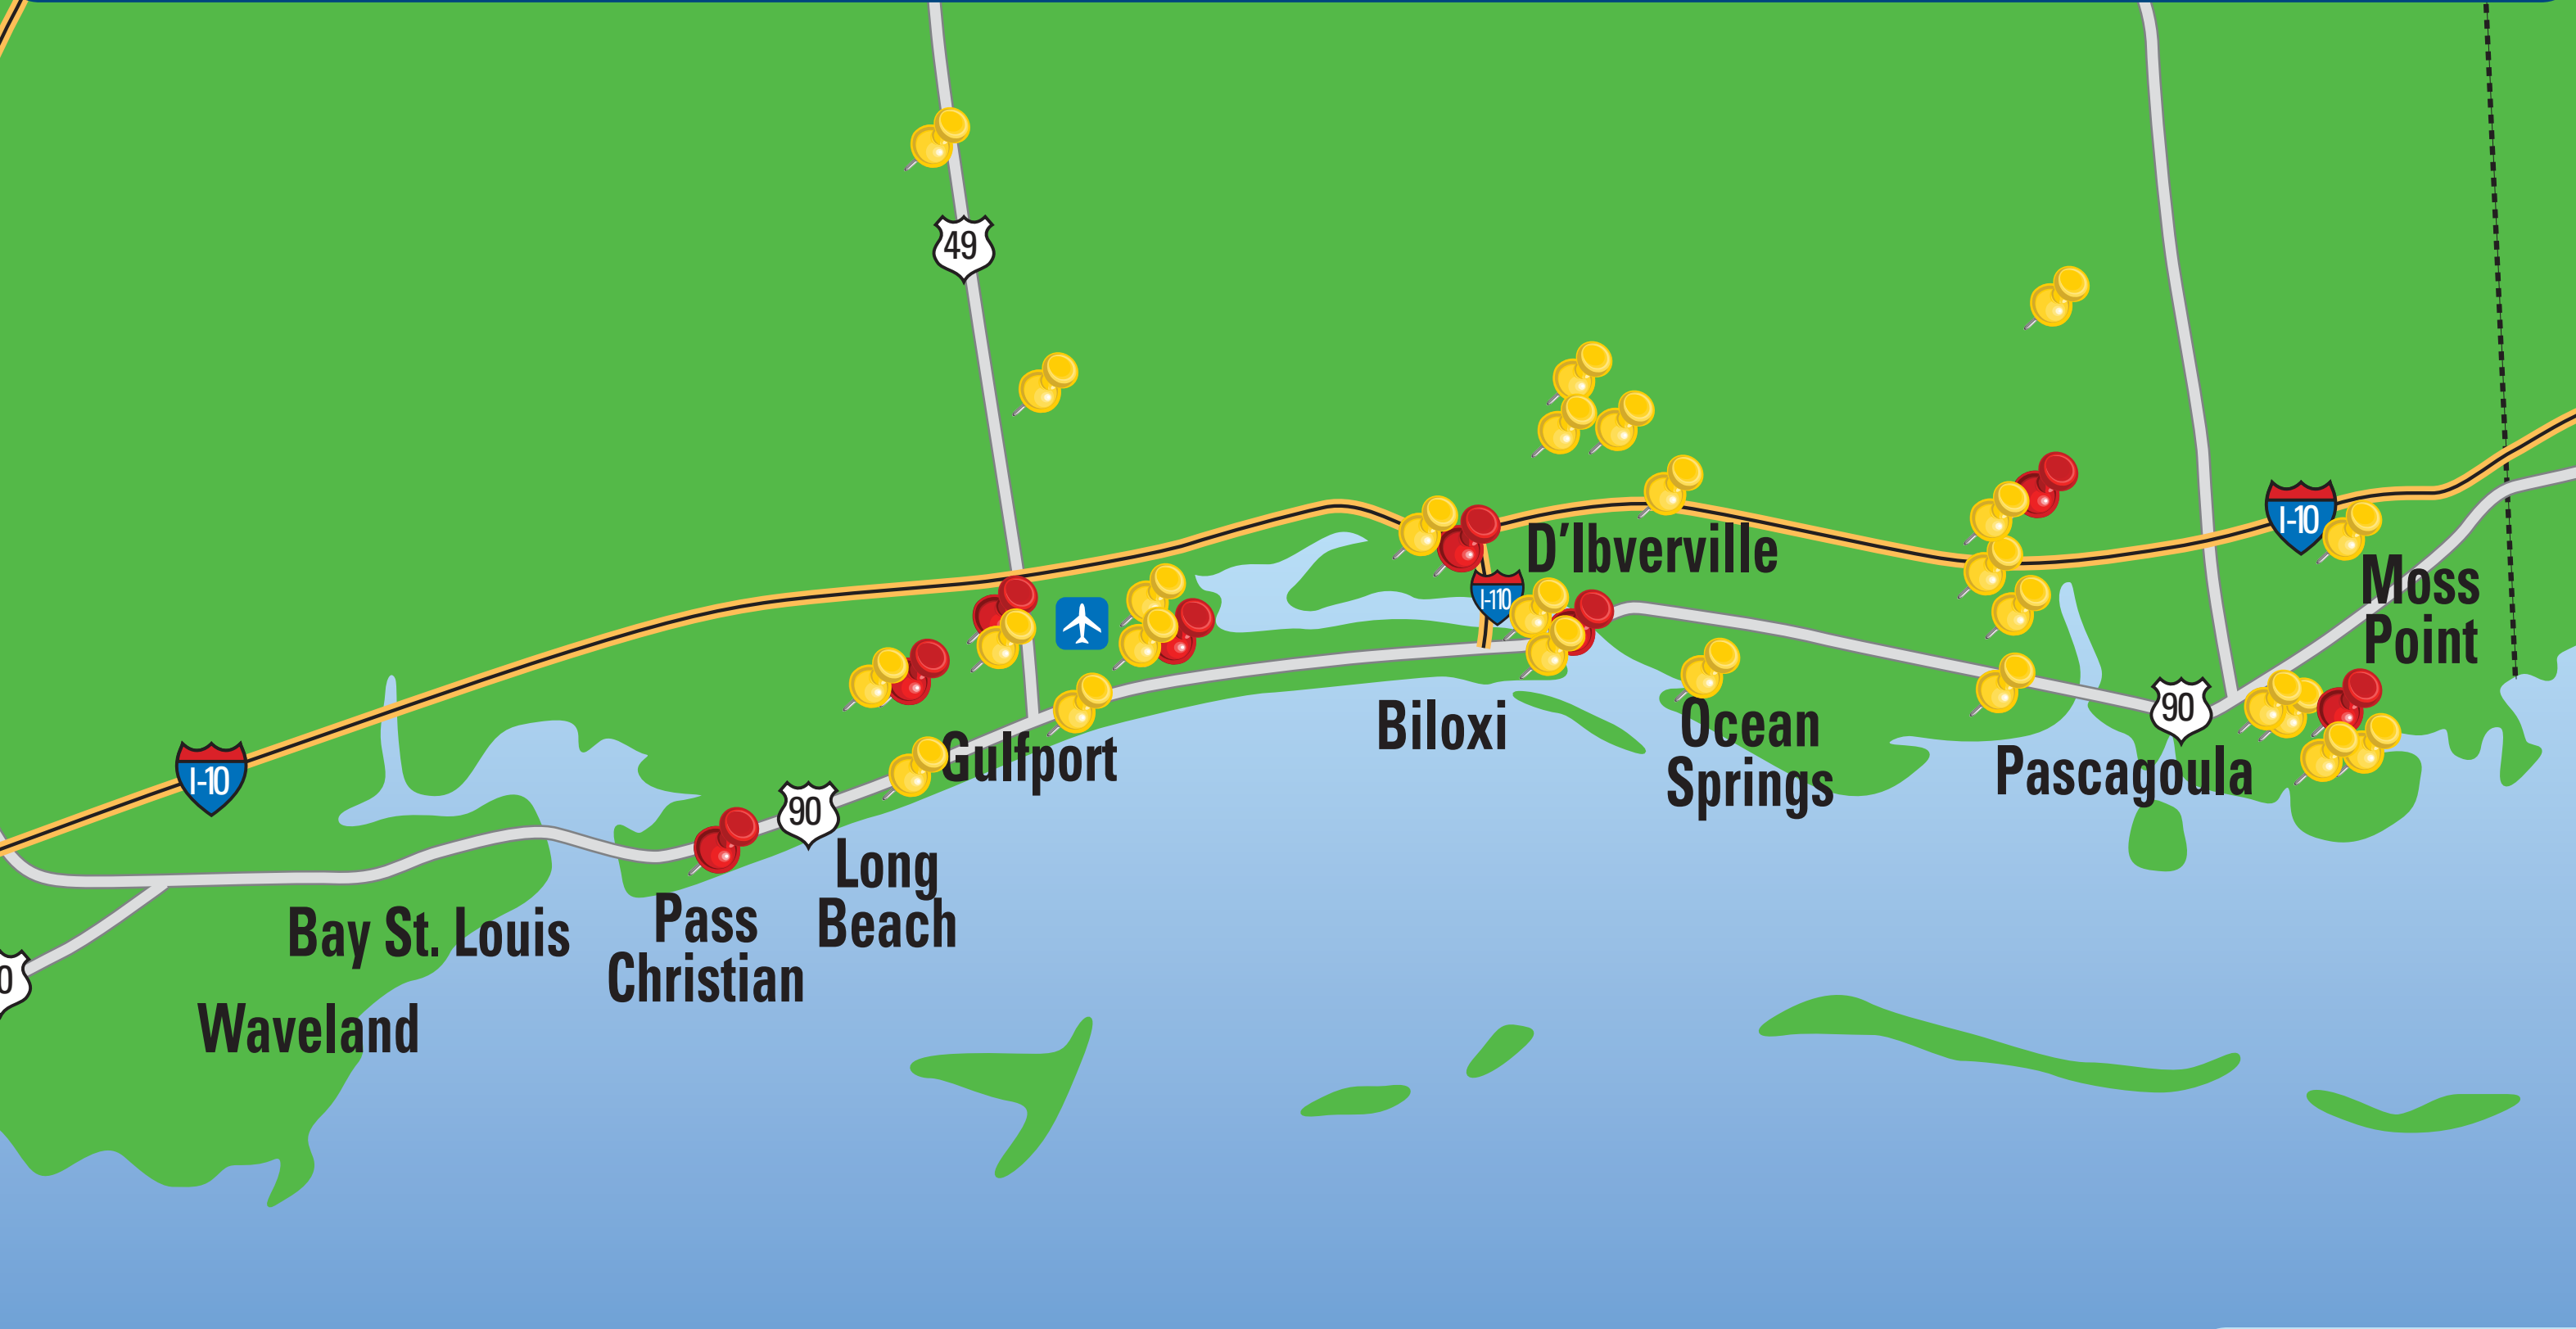 49
I-10
D'Ibverville
I-110
Moss
Point
90
Biloxi
Ocean
Springs
Pascagoula
Gulfport
I-10
90
Long
Beach
Pass
Christian
Bay St. Louis
0
Waveland